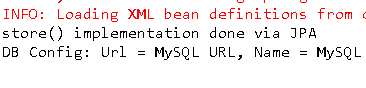 INFO: Loading XML bean definitions from
store() implementation done via JPA
DB Config: Url = MySQL URL, Name = MySQL